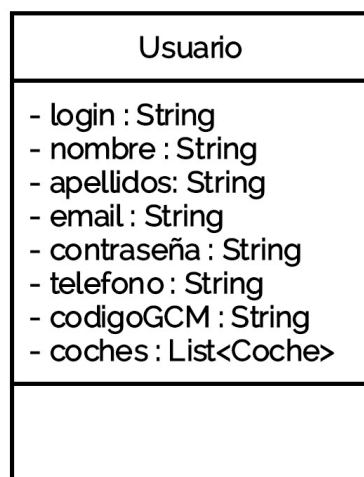 Usuario
- login : String
- nombre : String
- apellidos: String
- email : String
- contraseña : String
- telefono : String
- codigoGCM : String
- coches : List<Coche>